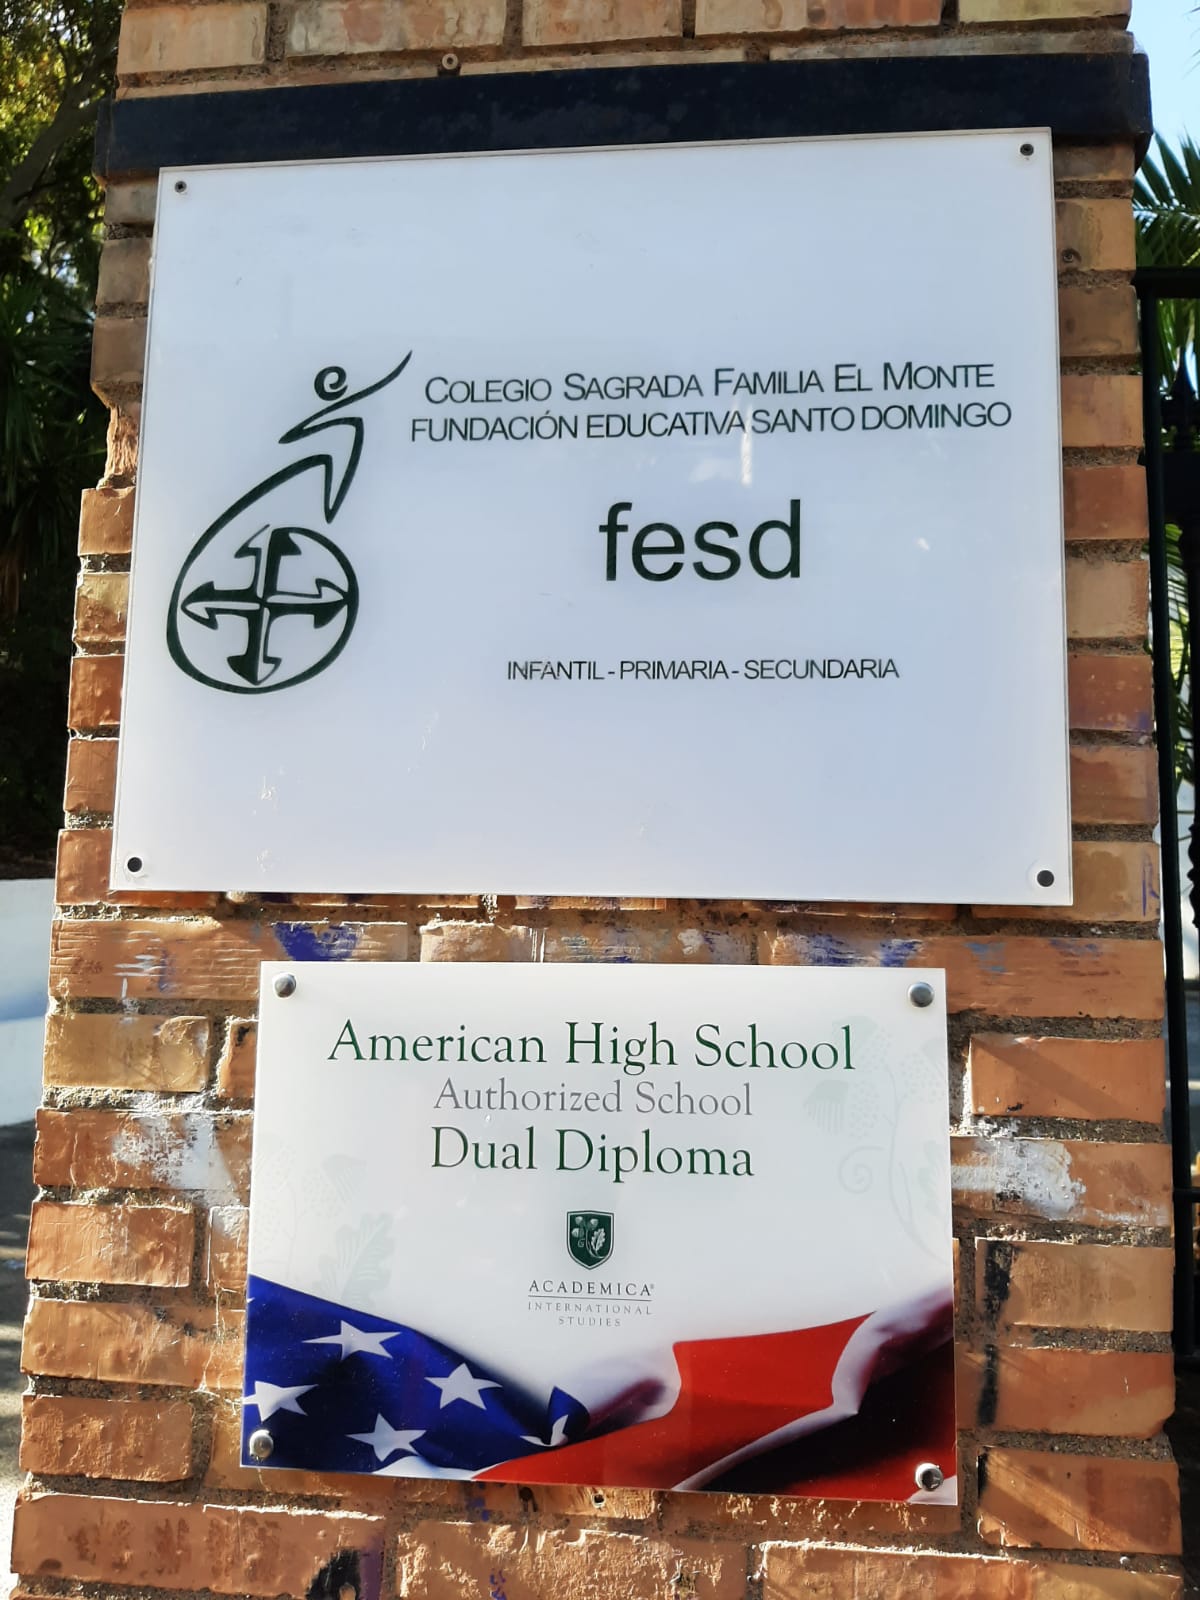 COLEGIO SAGRADA FAMILIA EL MONTE
FUNDACIÓN EDUCATIVA SANTO DOMINGO
fesd
INFANTIL - PRIMARIA - SECUNDARIA
American High School
Authorized School
Dual Diploma
ACADEMICA®
INTERNATIONAL
STUDIES